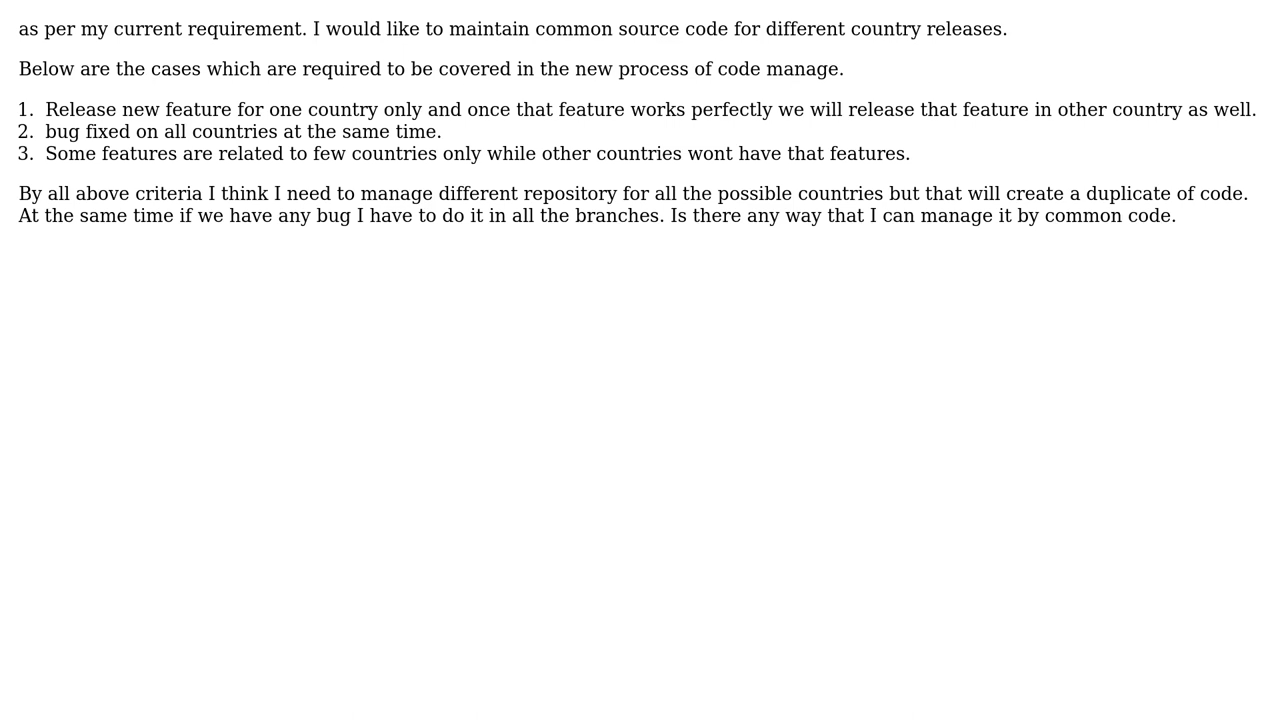 as per my current requirement. I would like to maintain common source code for different country releases.
Below are the cases which are required to be covered in the new process of code manage.
1. Release new feature for one country only and once that feature works perfectly we will release that feature in other country as well.
2. bug fixed on all countries at the same time.
3. Some features are related to few countries only while other countries wont have that features.
By all above criteria I think I need to manage different repository for all the possible countries but that will create a duplicate of code.
At the same time if we have any bug I have to do it in all the branches. Is there any way that I can manage it by common code.